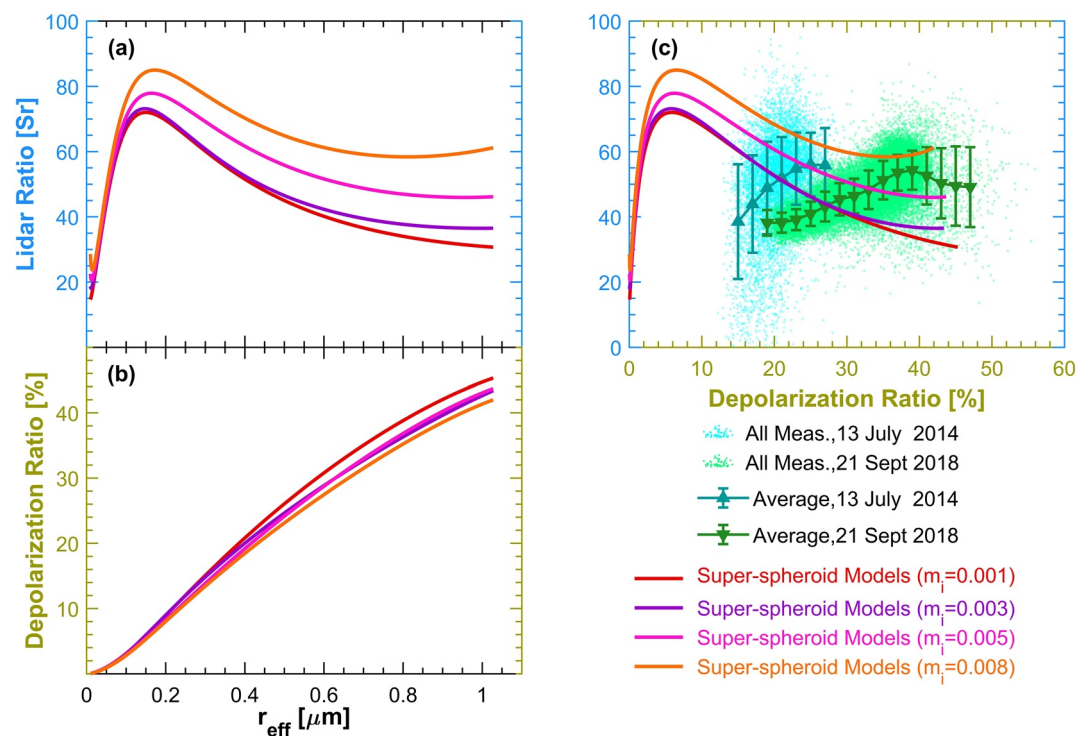 (a)
Lidar Ratio [Sr]
100
80
60
40
20
0
(b)
Depolarization Ratio [%]
40
30
20
10
0 0.2 0.4 0.6 0.8 1
r_eff [μm]
(c)
100
80
60
40
20
0
0 10 20 30 40 50 60
Depolarization Ratio [%]
All Meas.,13 July 2014
All Meas.,21 Sept 2018
Average,13 July 2014
Average,21 Sept 2018
Super-spheroid Models (m_i=0.001)
Super-spheroid Models (m_i=0.003)
Super-spheroid Models (m_i=0.005)
Super-spheroid Models (m_i=0.008)